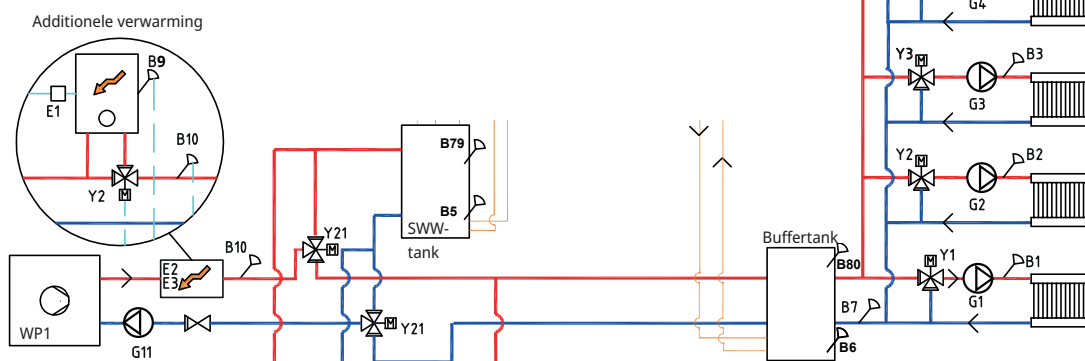 Additionele verwarming
B9
E1
B10
Y2
M
G4
Y3
M
B3
G3
Y2
M
B2
G2
B79
B5
SWW-
tank
Y21
M
B10
E2
E3
Buffertank
B80
Y1
M
B1
G1
B7
B6
WP1
G11
Y21
M